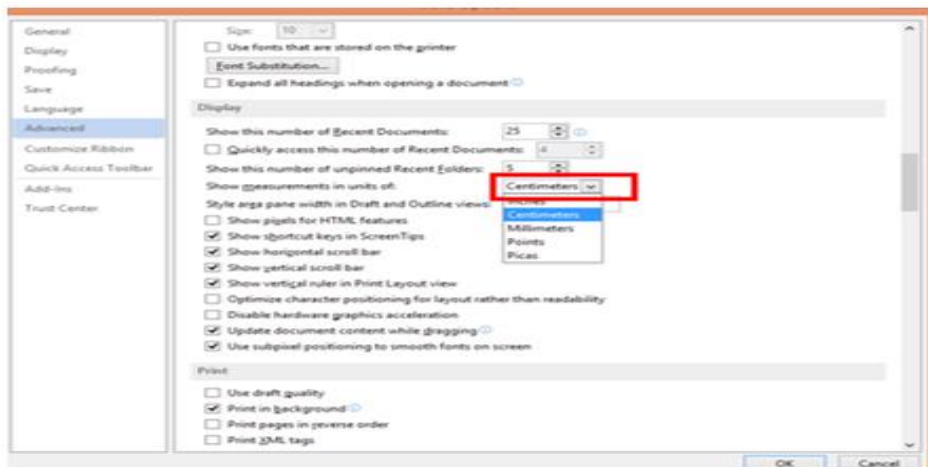 General
Display
Proofing
Save
Language
Advanced
Customize Ribbon
Quick Access Toolbar
Add-Ins
Trust Center
Size: 10
Use fonts that are stored on the printer
Font Substitution...
Expand all headings when opening a document
Display
Show this number of Recent Documents: 25
Quickly access this number of Recent Documents: 4
Show this number of unpinned Recent Folders: 5
Show measurements in units of: Centimeters
Style area pane width in Draft and Outline views:
Inches
Centimeters
Millimeters
Points
Picas
Show pixels for HTML features
Show shortcut keys in ScreenTips
Show horizontal scroll bar
Show vertical scroll bar
Show vertical ruler in Print Layout view
Optimize character positioning for layout rather than readability
Disable hardware graphics acceleration
Update document content while dragging
Use subpixel positioning to smooth fonts on screen
Print
Use draft quality
Print in background
Print pages in reverse order
Print XML tags
OK
Cancel